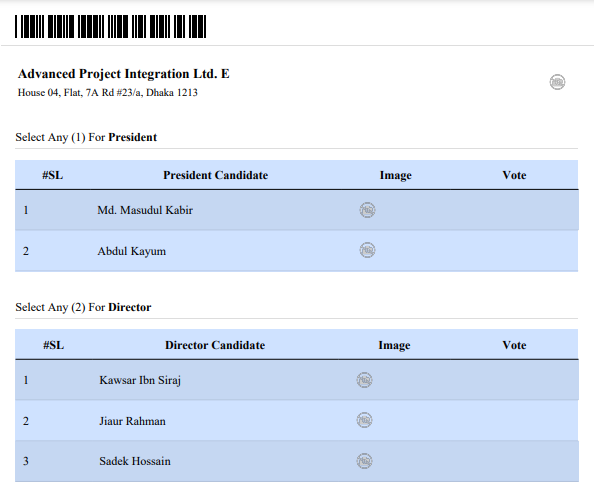 Advanced Project Integration Ltd. E
House 04, Flat, 7A Rd #23/a, Dhaka 1213
Select Any (1) For President
#SL President Candidate Image Vote
1 Md. Masudul Kabir
2 Abdul Kayum
Select Any (2) For Director
#SL Director Candidate Image Vote
1 Kawsar Ibn Siraj
2 Jiaur Rahman
3 Sadek Hossain